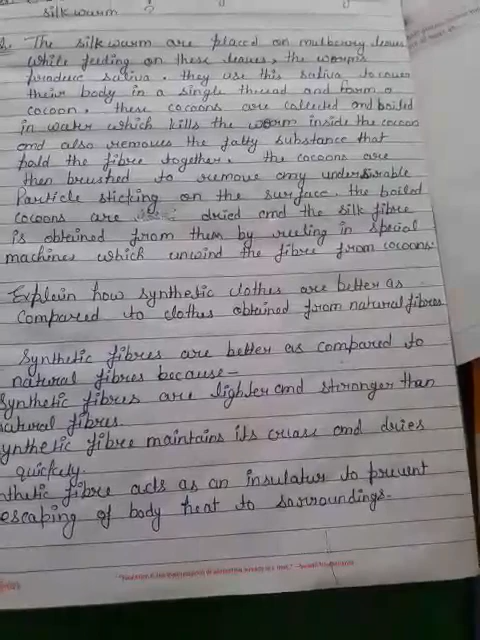 silk warm
2. The silkwarm are placed on mulberry leaves
while feeding on these leaves, the worms
produce saliva. they use this saliva to cover
their body in a single thread and form a
cocoon. these cocoons are collected and boiled
in water which kills the worm inside the cocoon
and also removes the fatty substance that
hold the fibre together. the cocoons are
then brushed to remove any undersirable
Particle sticking on the surface. the boiled
cocoons are dried and the silk fibre
is obtained from them by reeling in special
machines which unwind the fibre from cocoons.
Explain how synthetic clothes are better as
compared to clothes obtained from natural fibres
Synthetic fibres are better as compared to
natural fibres because-
Synthetic fibres are lighter and stronger than
natural fibres.
ynthetic fibre maintains its crease and dries
quickely.
nthetic fibre acts as an insulatur to prevent
escaping of body heat to sorroundings.